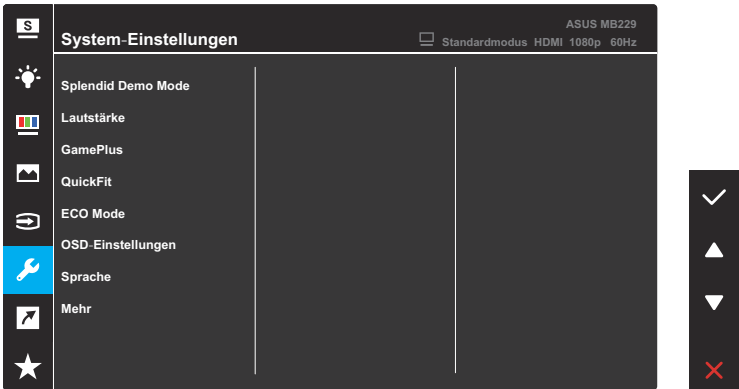 S
ASUS MB229
System-Einstellungen
Standardmodus HDMI 1080p 60Hz
Splendid Demo Mode
Lautstärke
GamePlus
QuickFit
ECO Mode
OSD-Einstellungen
Sprache
Mehr